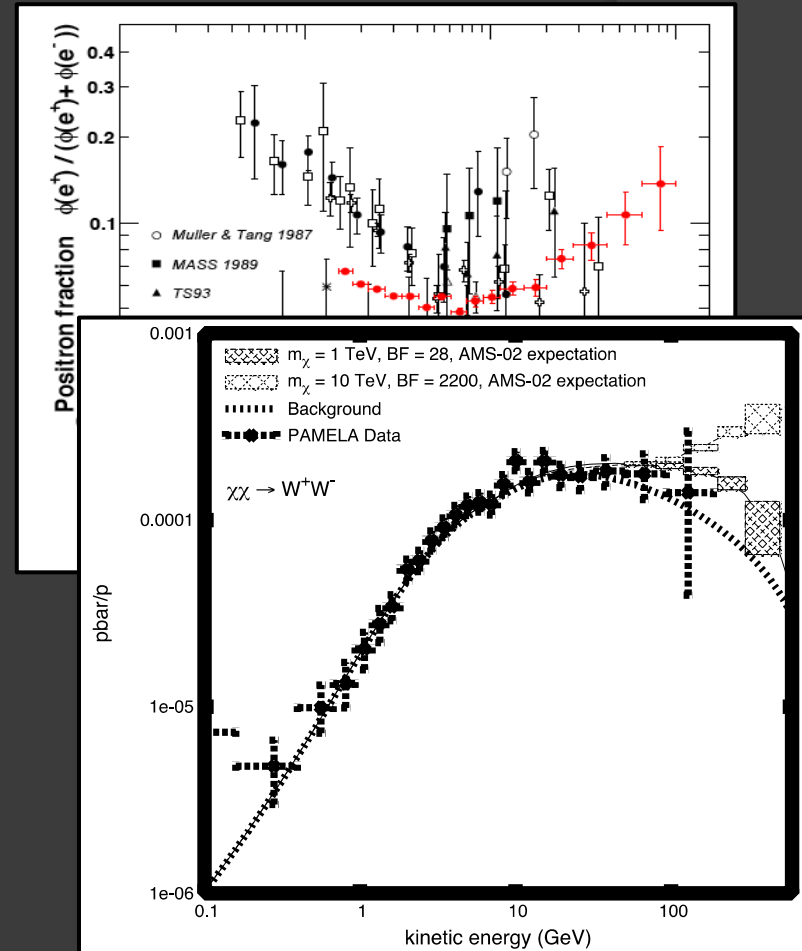 Positron fraction φ(e⁺) / (φ(e⁺)+ φ(e⁻))
0.4
0.3
0.2
0.1
Muller & Tang 1987
MASS 1989
TS93
0.001
0.0001
1e-05
1e-06
pbar/p
mχ = 1 TeV, BF = 28, AMS-02 expectation
mχ = 10 TeV, BF = 2200, AMS-02 expectation
Background
PAMELA Data
χχ → W⁺W⁻
0.1
1
10
100
kinetic energy (GeV)